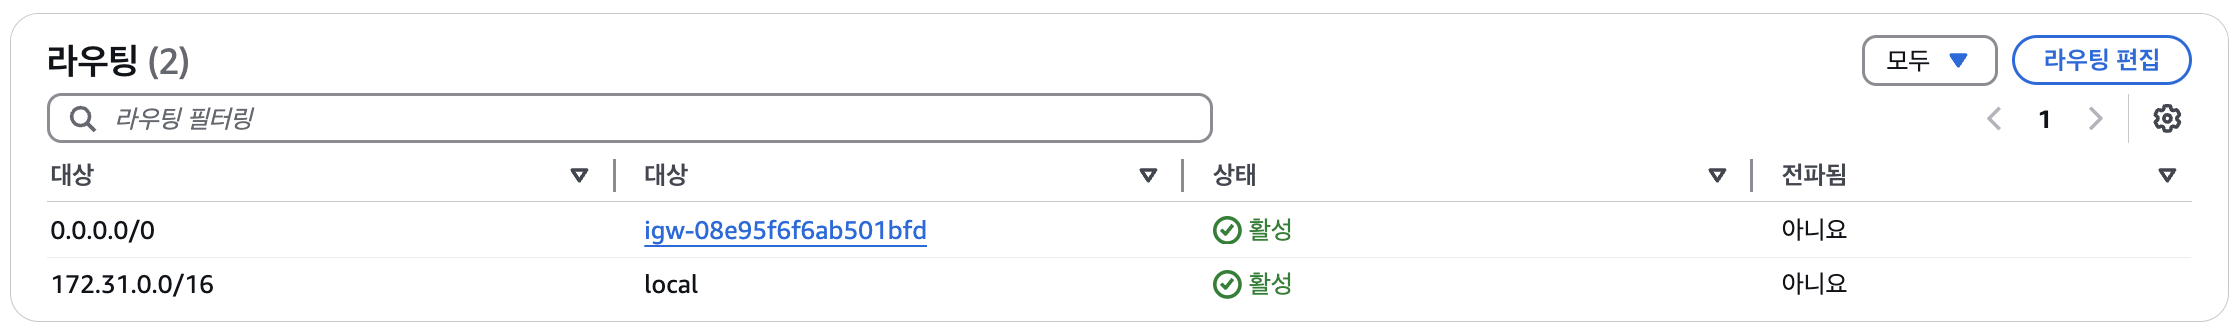 라우팅 (2)
모두
라우팅 편집
라우팅 필터링
1
대상 대상 상태 전파됨
0.0.0.0/0 igw-08e95f6f6ab501bfd 활성 아니요
172.31.0.0/16 local 활성 아니요